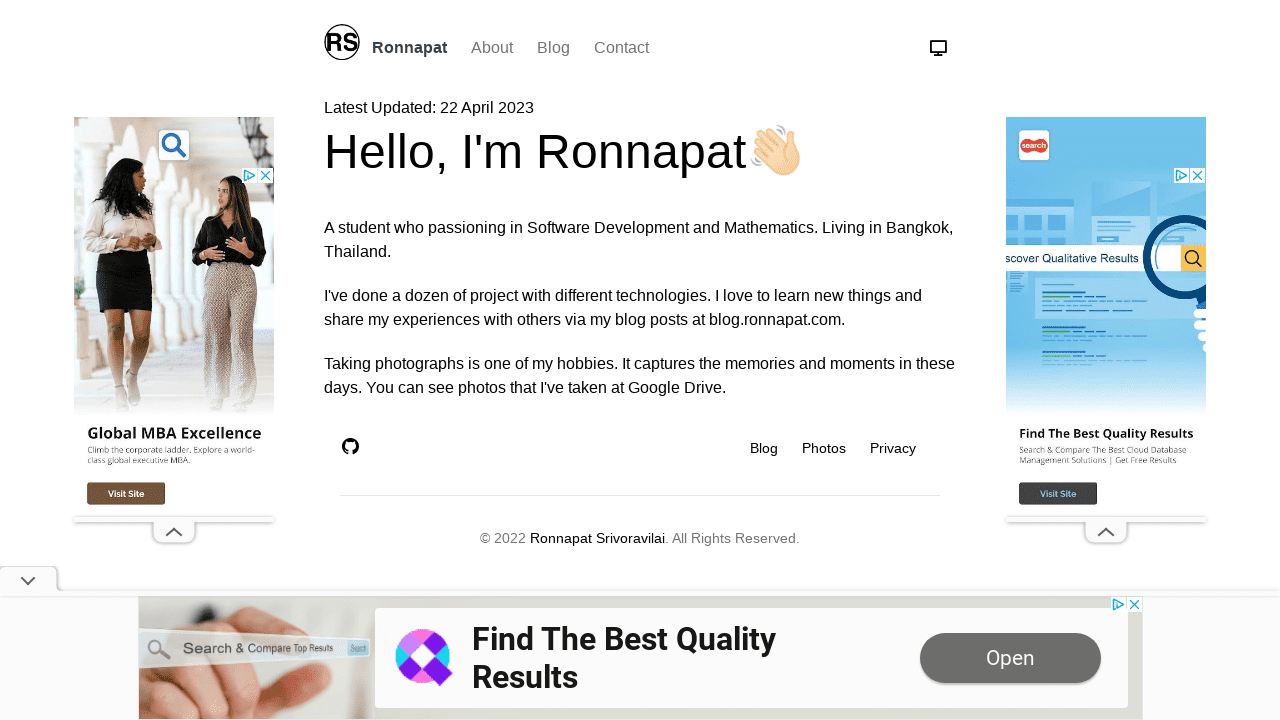 RS Ronnapat About Blog Contact
Latest Updated: 22 April 2023
Hello, I'm Ronnapat
A student who passioning in Software Development and Mathematics. Living in Bangkok,
Thailand.
I've done a dozen of project with different technologies. I love to learn new things and
share my experiences with others via my blog posts at blog.ronnapat.com.
Taking photographs is one of my hobbies. It captures the memories and moments in these
days. You can see photos that I've taken at Google Drive.
Blog Photos Privacy
© 2022 Ronnapat Srivoravilai. All Rights Reserved.
Global MBA Excellence
Climb the corporate ladder. Explore a world-
class global executive MBA.
Visit Site
search
scover Qualitative Results
Find The Best Quality Results
Search & Compare The Best Cloud Database
Management Solutions | Get Free Results
Visit Site
Search & Compare Top Results Search
Find The Best Quality
Results
Open